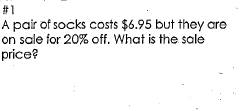 #1
A pair of socks costs $6.95 but they are
on sale for 20% off. What is the sale
price?